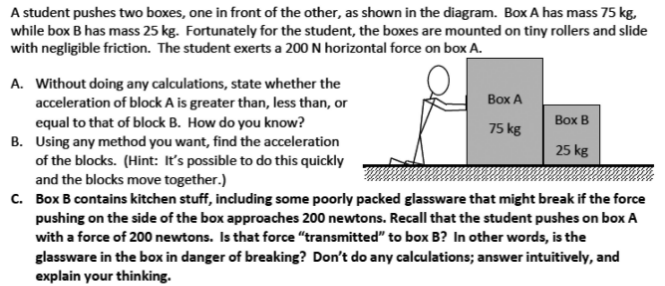 A student pushes two boxes, one in front of the other, as shown in the diagram.  Box A has mass 75 kg,
while box B has mass 25 kg.  Fortunately for the student, the boxes are mounted on tiny rollers and slide
with negligible friction.  The student exerts a 200 N horizontal force on box A.
A. Without doing any calculations, state whether the
acceleration of block A is greater than, less than, or
equal to that of block B.  How do you know?
B. Using any method you want, find the acceleration
of the blocks.  (Hint:  It's possible to do this quickly
and the blocks move together.)
Box A
75 kg
Box B
25 kg
C. Box B contains kitchen stuff, including some poorly packed glassware that might break if the force
pushing on the side of the box approaches 200 newtons. Recall that the student pushes on box A
with a force of 200 newtons.  Is that force "transmitted" to box B?  In other words, is the
glassware in the box in danger of breaking?  Don't do any calculations; answer intuitively, and
explain your thinking.